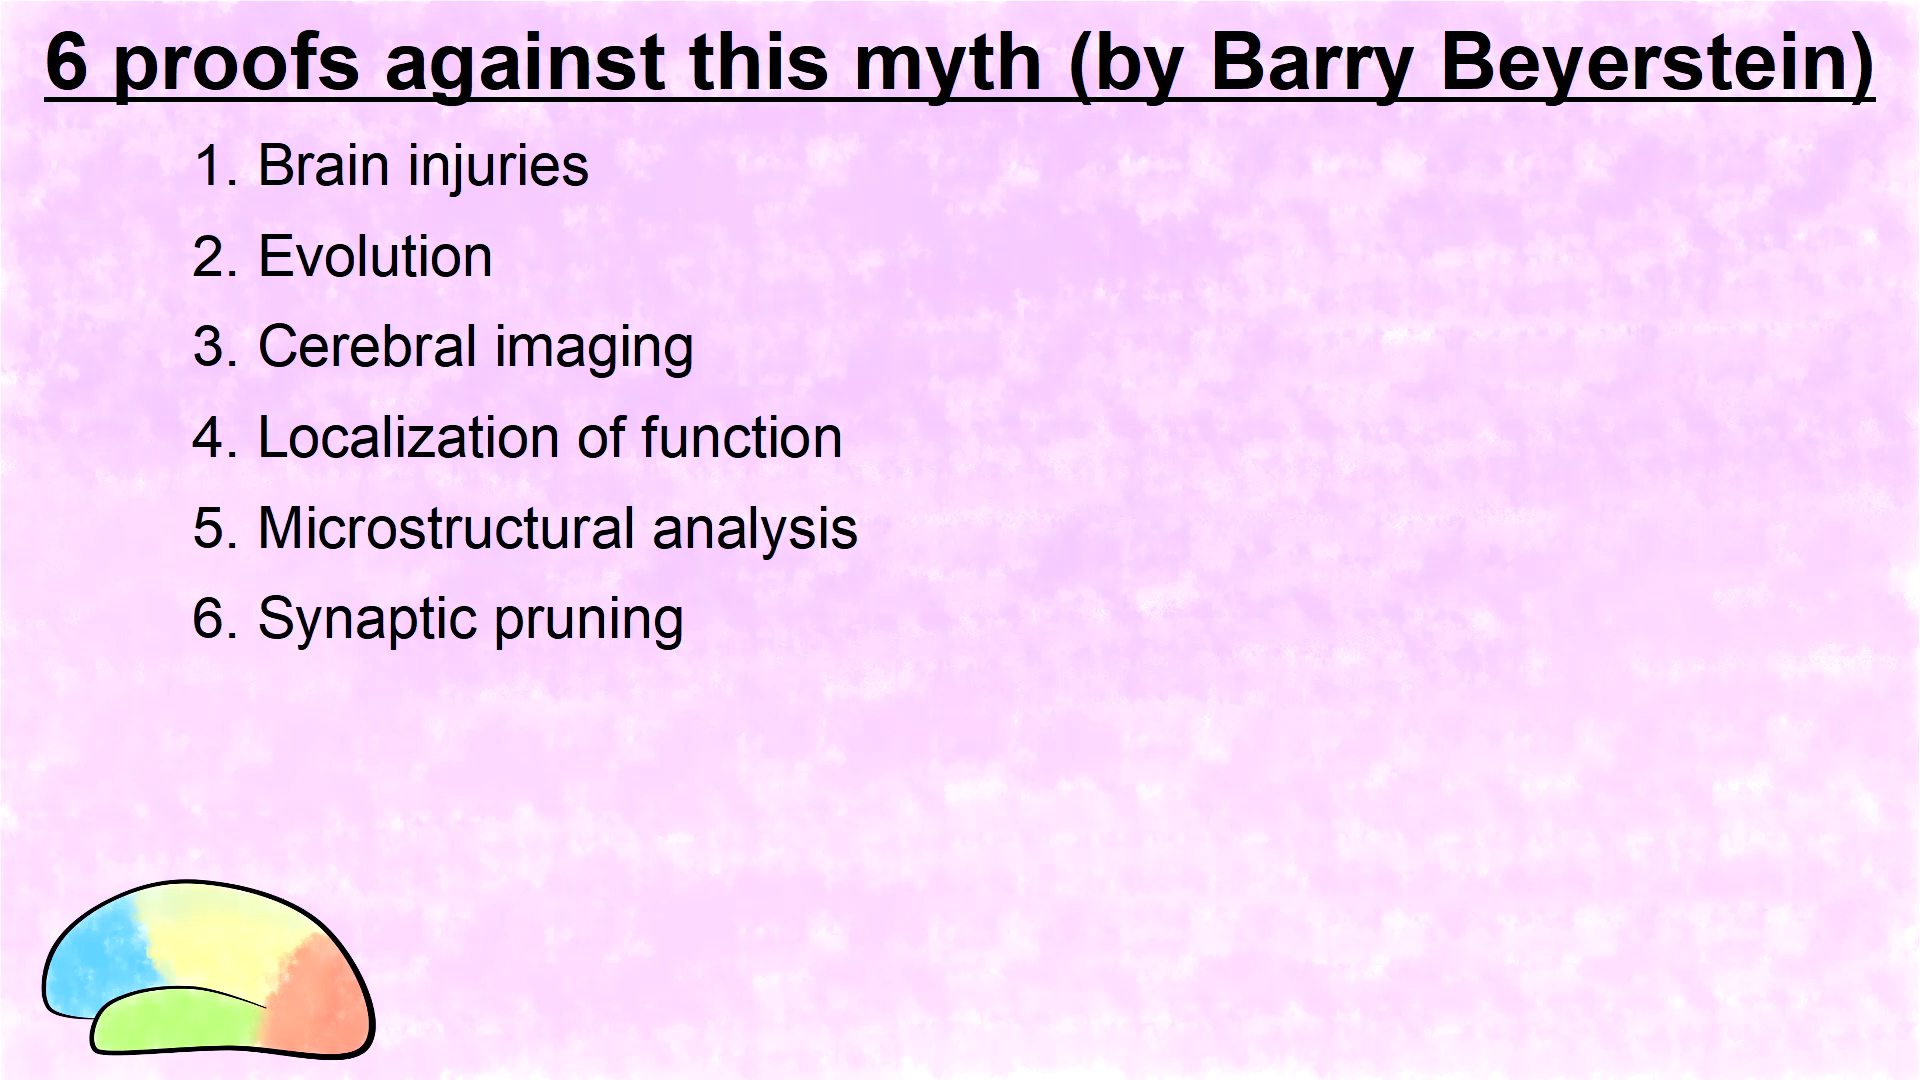 6 proofs against this myth (by Barry Beyerstein)
1. Brain injuries
2. Evolution
3. Cerebral imaging
4. Localization of function
5. Microstructural analysis
6. Synaptic pruning